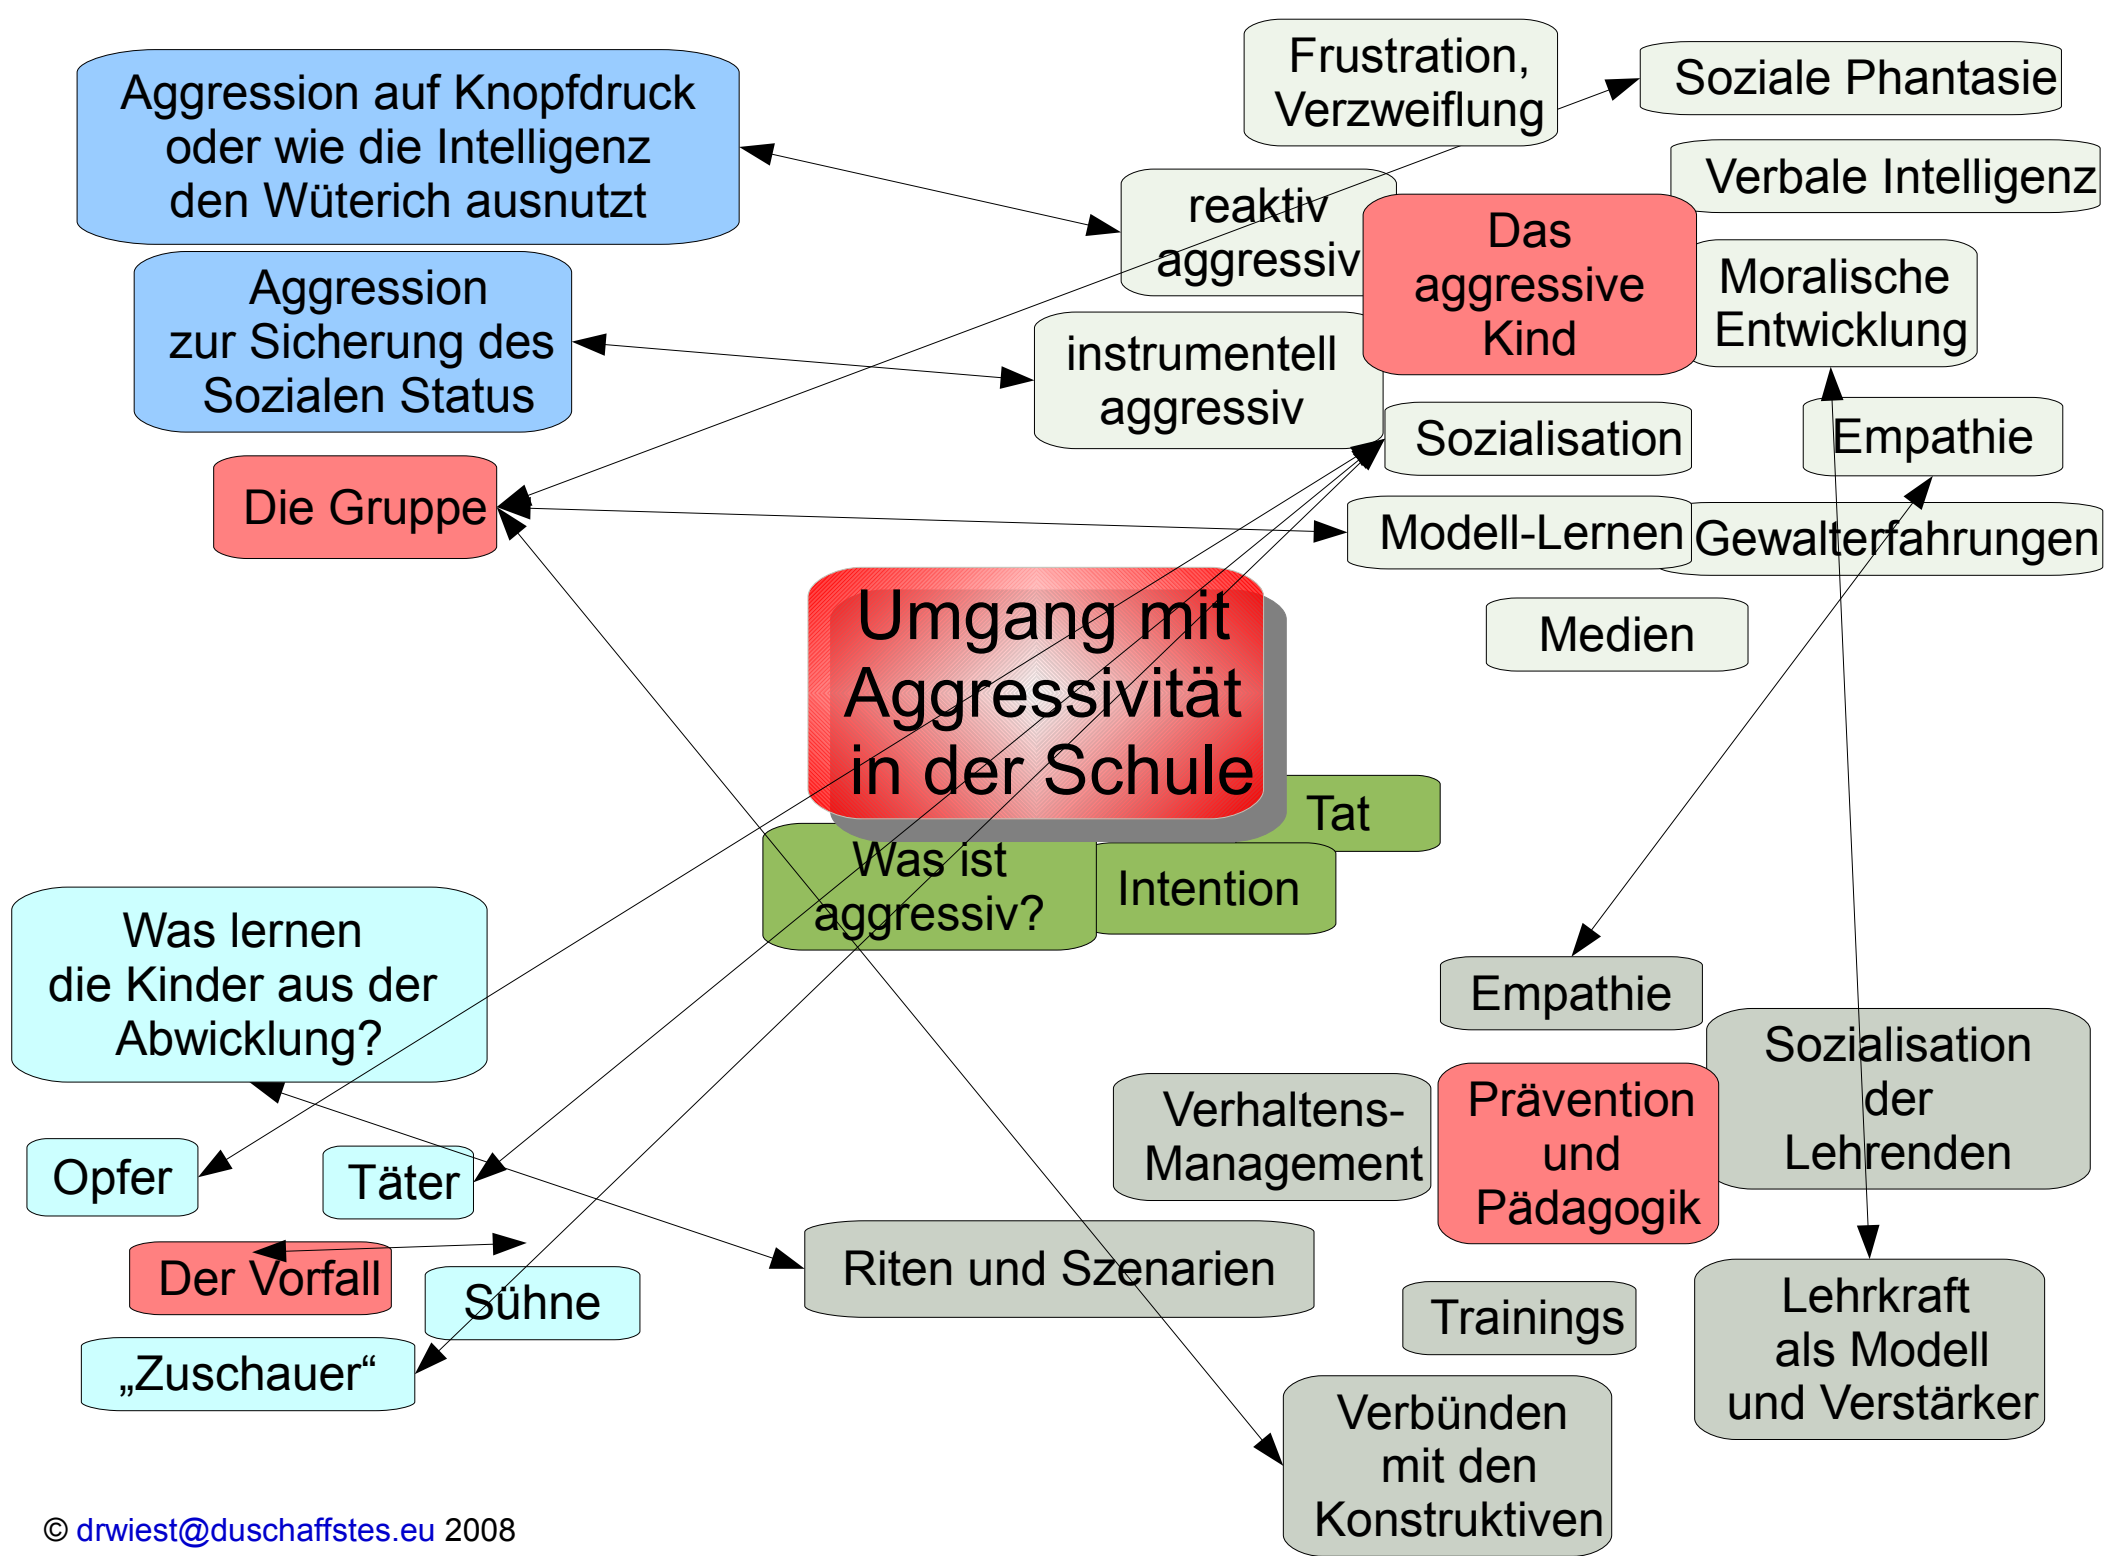 Aggression auf Knopfdruck
oder wie die Intelligenz
den Wüterich ausnutzt
Aggression
zur Sicherung des
Sozialen Status
Die Gruppe
Frustration,
Verzweiflung
Soziale Phantasie
Verbale Intelligenz
reaktiv
aggressiv
Das
aggressive
Kind
Moralische
Entwicklung
instrumentell
aggressiv
Sozialisation
Empathie
Modell-Lernen
Gewalterfahrungen
Medien
Umgang mit
Aggressivität
in der Schule
Tat
Was ist
aggressiv?
Intention
Was lernen
die Kinder aus der
Abwicklung?
Opfer
Täter
Der Vorfall
Sühne
„Zuschauer“
Empathie
Sozialisation
der
Lehrenden
Verhaltens-
Management
Prävention
und
Pädagogik
Riten und Szenarien
Trainings
Lehrkraft
als Modell
und Verstärker
Verbünden
mit den
Konstruktiven
© drwiest@duschaffstes.eu 2008